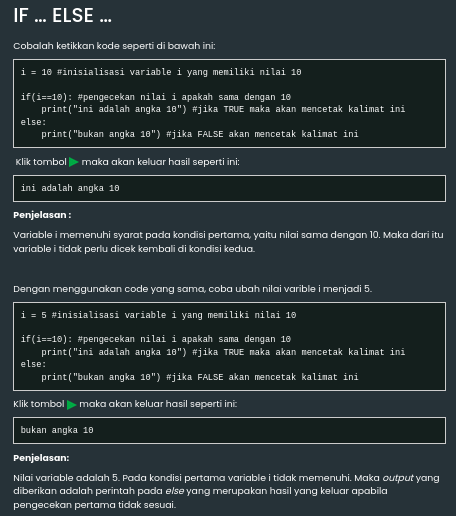 IF ... ELSE ...
Cobalah ketikkan kode seperti di bawah ini:
i = 10 #inisialisasi variable i yang memiliki nilai 10
if(i==10): #pengecekan nilai i apakah sama dengan 10
    print("ini adalah angka 10") #jika TRUE maka akan mencetak kalimat ini
else:
    print("bukan angka 10") #jika FALSE akan mencetak kalimat ini
Klik tombol maka akan keluar hasil seperti ini:
ini adalah angka 10
Penjelasan :
Variable i memenuhi syarat pada kondisi pertama, yaitu nilai sama dengan 10. Maka dari itu
variable i tidak perlu dicek kembali di kondisi kedua.
Dengan menggunakan code yang sama, coba ubah nilai varible i menjadi 5.
i = 5 #inisialisasi variable i yang memiliki nilai 10
if(i==10): #pengecekan nilai i apakah sama dengan 10
    print("ini adalah angka 10") #jika TRUE maka akan mencetak kalimat ini
else:
    print("bukan angka 10") #jika FALSE akan mencetak kalimat ini
Klik tombol maka akan keluar hasil seperti ini:
bukan angka 10
Penjelasan:
Nilai variable adalah 5. Pada kondisi pertama variable i tidak memenuhi. Maka output yang
diberikan adalah perintah pada else yang merupakan hasil yang keluar apabila
pengecekan pertama tidak sesuai.